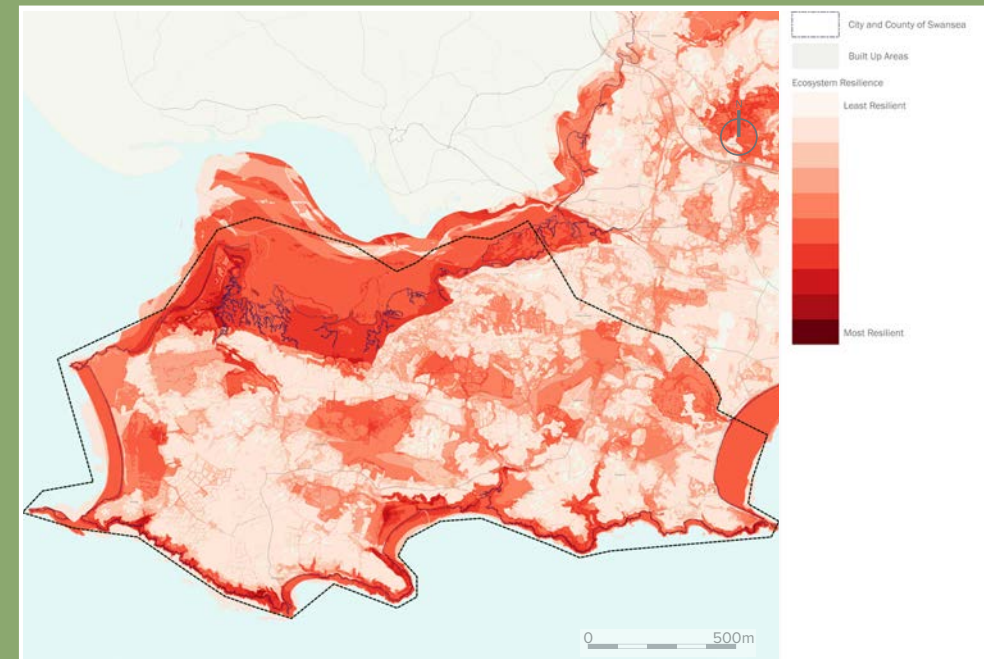 City and County of Swansea
Built Up Areas
Ecosystem Resilience
Least Resilient
Most Resilient
0 500m